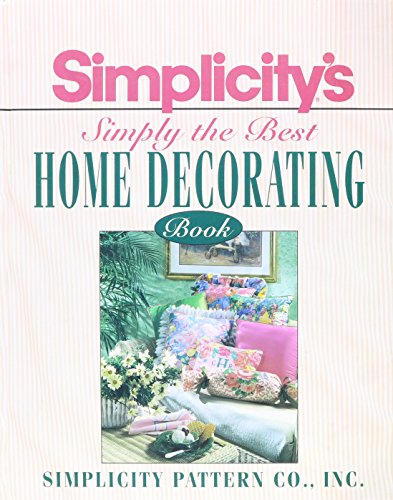 Simplicity's®
Simply the Best
HOME DECORATING
Book
H
SIMPLICITY PATTERN CO., INC.